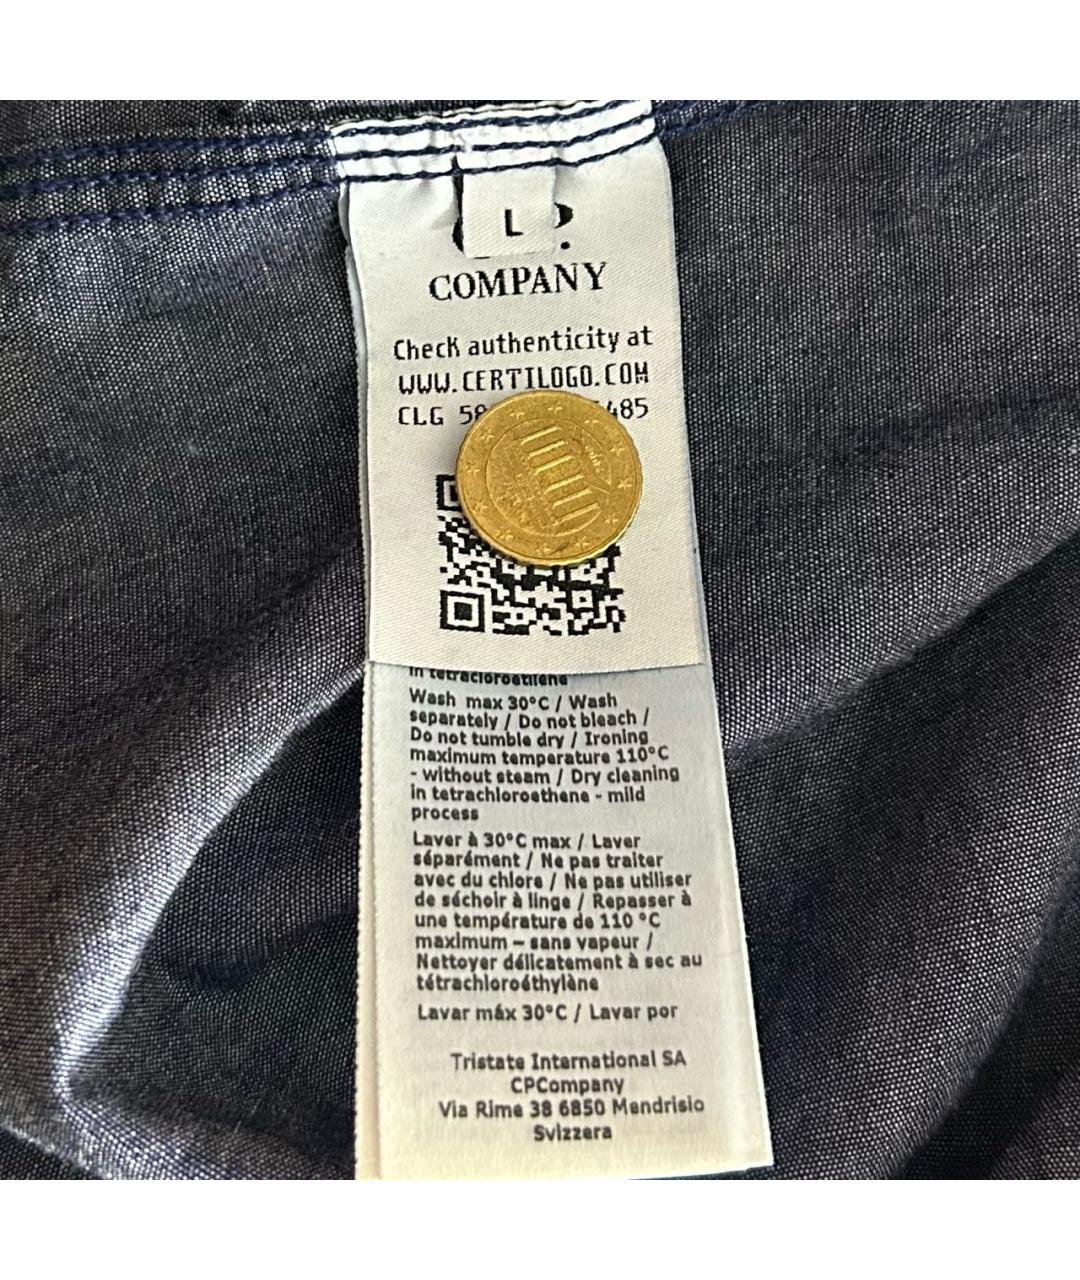 L
COMPANY
Check authenticity at
WWW.CERTILOGO.COM
CLG 58 485
in tetracloroetilene
Wash max 30°C / Wash
separately / Do not bleach /
Do not tumble dry / Ironing
maximum temperature 110°C
- without steam / Dry cleaning
in tetrachloroethene - mild
process
Laver à 30°C max / Laver
séparément / Ne pas traiter
avec du chlore / Ne pas utiliser
de séchoir à linge / Repasser à
une température de 110 °C
maximum – sans vapeur /
Nettoyer délicatement à sec au
tétrachloroéthylène
Lavar máx 30°C / Lavar por
Tristate International SA
CPCompany
Via Rime 38 6850 Mendrisio
Svizzera